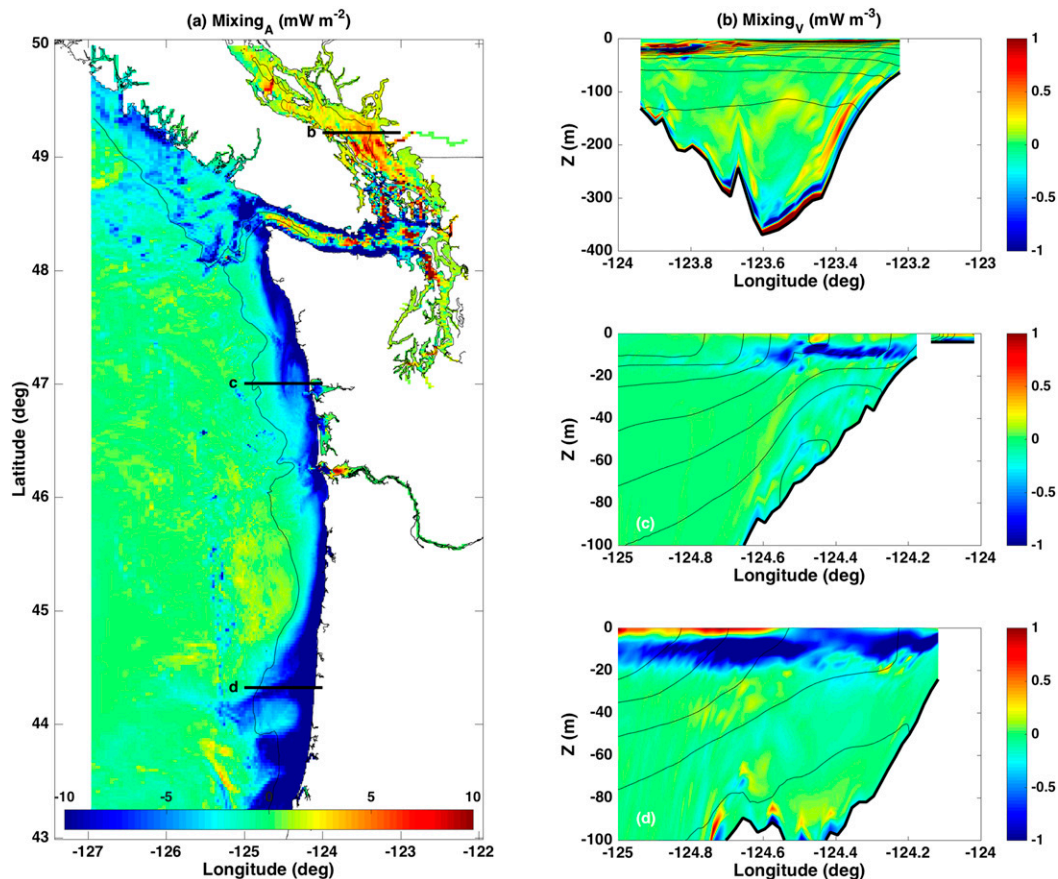 (a) Mixing_A (mW m^-2)
50
49
48
47
46
45
44
43
Latitude (deg)
b
c
d
-10 -5 0 5 10
-127 -126 -125 -124 -123 -122
Longitude (deg)
(b) Mixing_V (mW m^-3)
0
-100
-200
-300
-400
Z (m)
-124 -123.8 -123.6 -123.4 -123.2 -123
Longitude (deg)
1
0.5
0
-0.5
-1
0
-20
-40
-60
-80
-100
Z (m)
(c)
-125 -124.8 -124.6 -124.4 -124.2 -124
Longitude (deg)
1
0.5
0
-0.5
-1
0
-20
-40
-60
-80
-100
Z (m)
(d)
-125 -124.8 -124.6 -124.4 -124.2 -124
Longitude (deg)
1
0.5
0
-0.5
-1